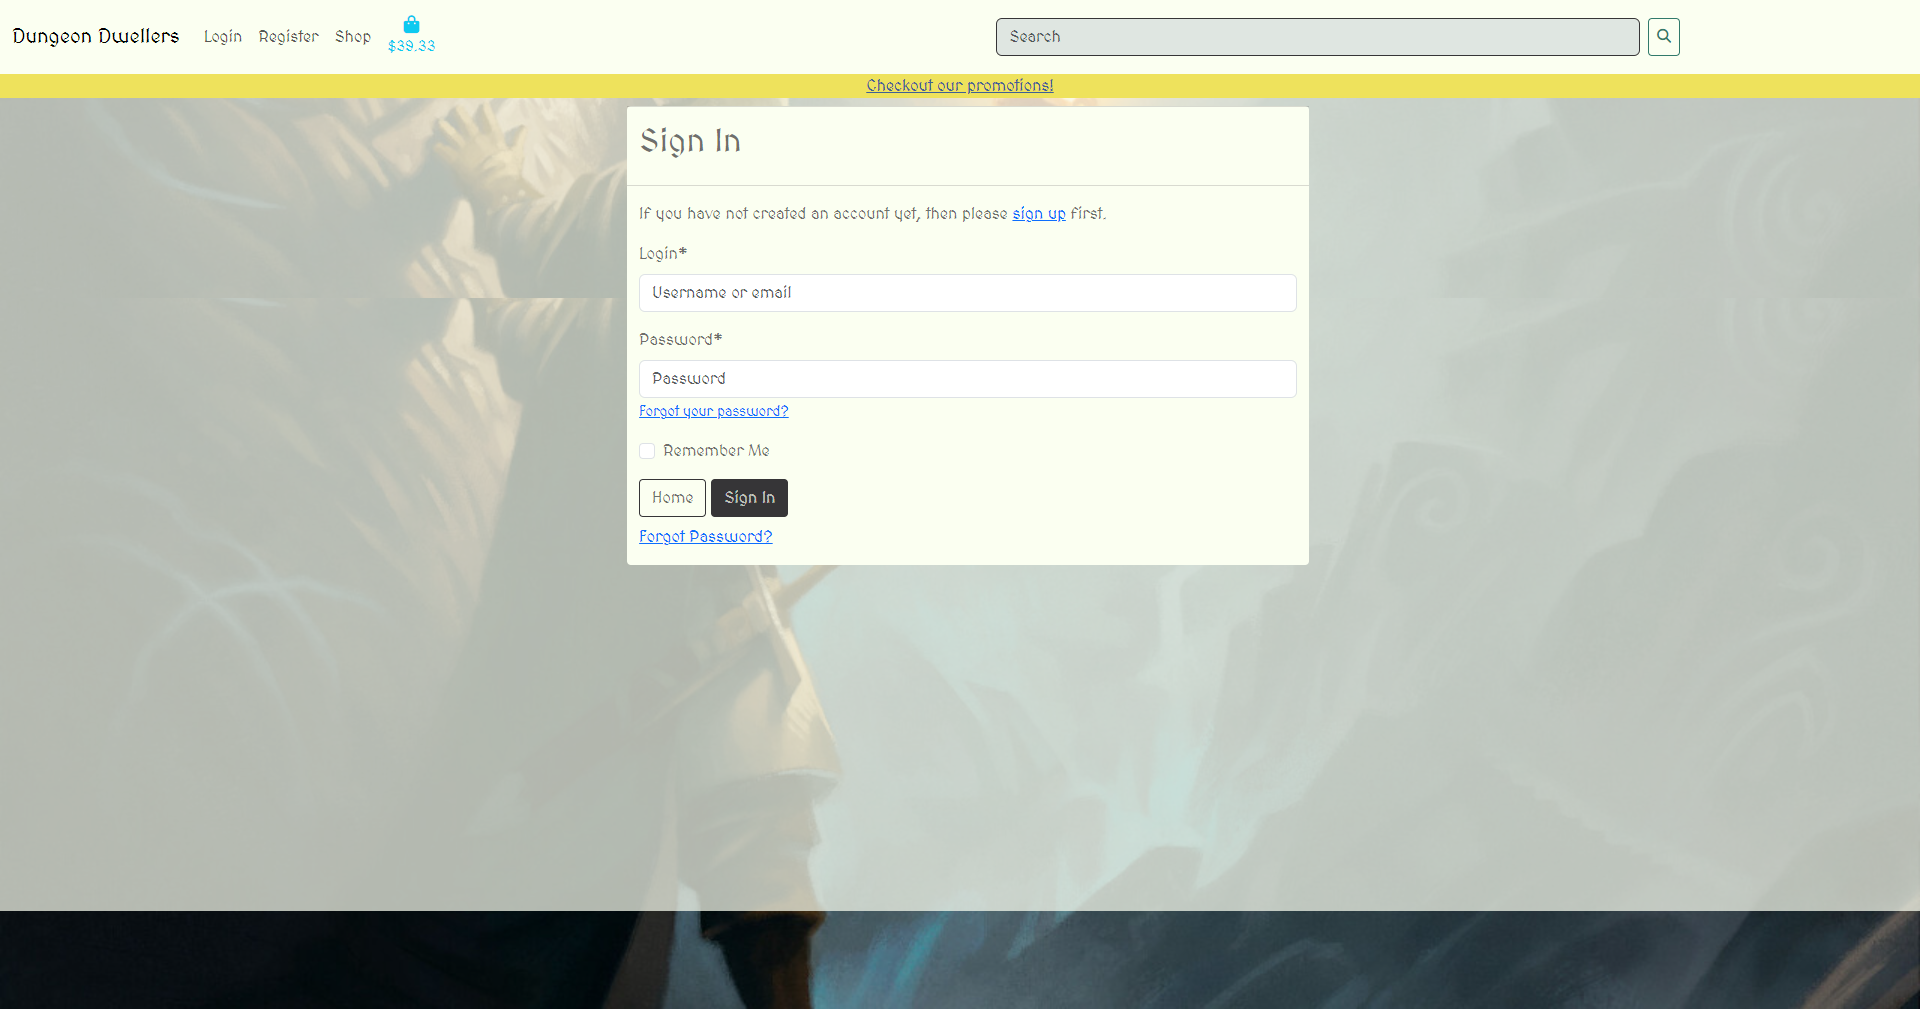 Dungeon Dwellers Login Register Shop $39.33 Search
Checkout our promotions!
Sign In
If you have not created an account yet, then please sign up first.
Login*
Username or email
Password*
Password
Forgot your password?
Remember Me
Home Sign In
Forgot Password?